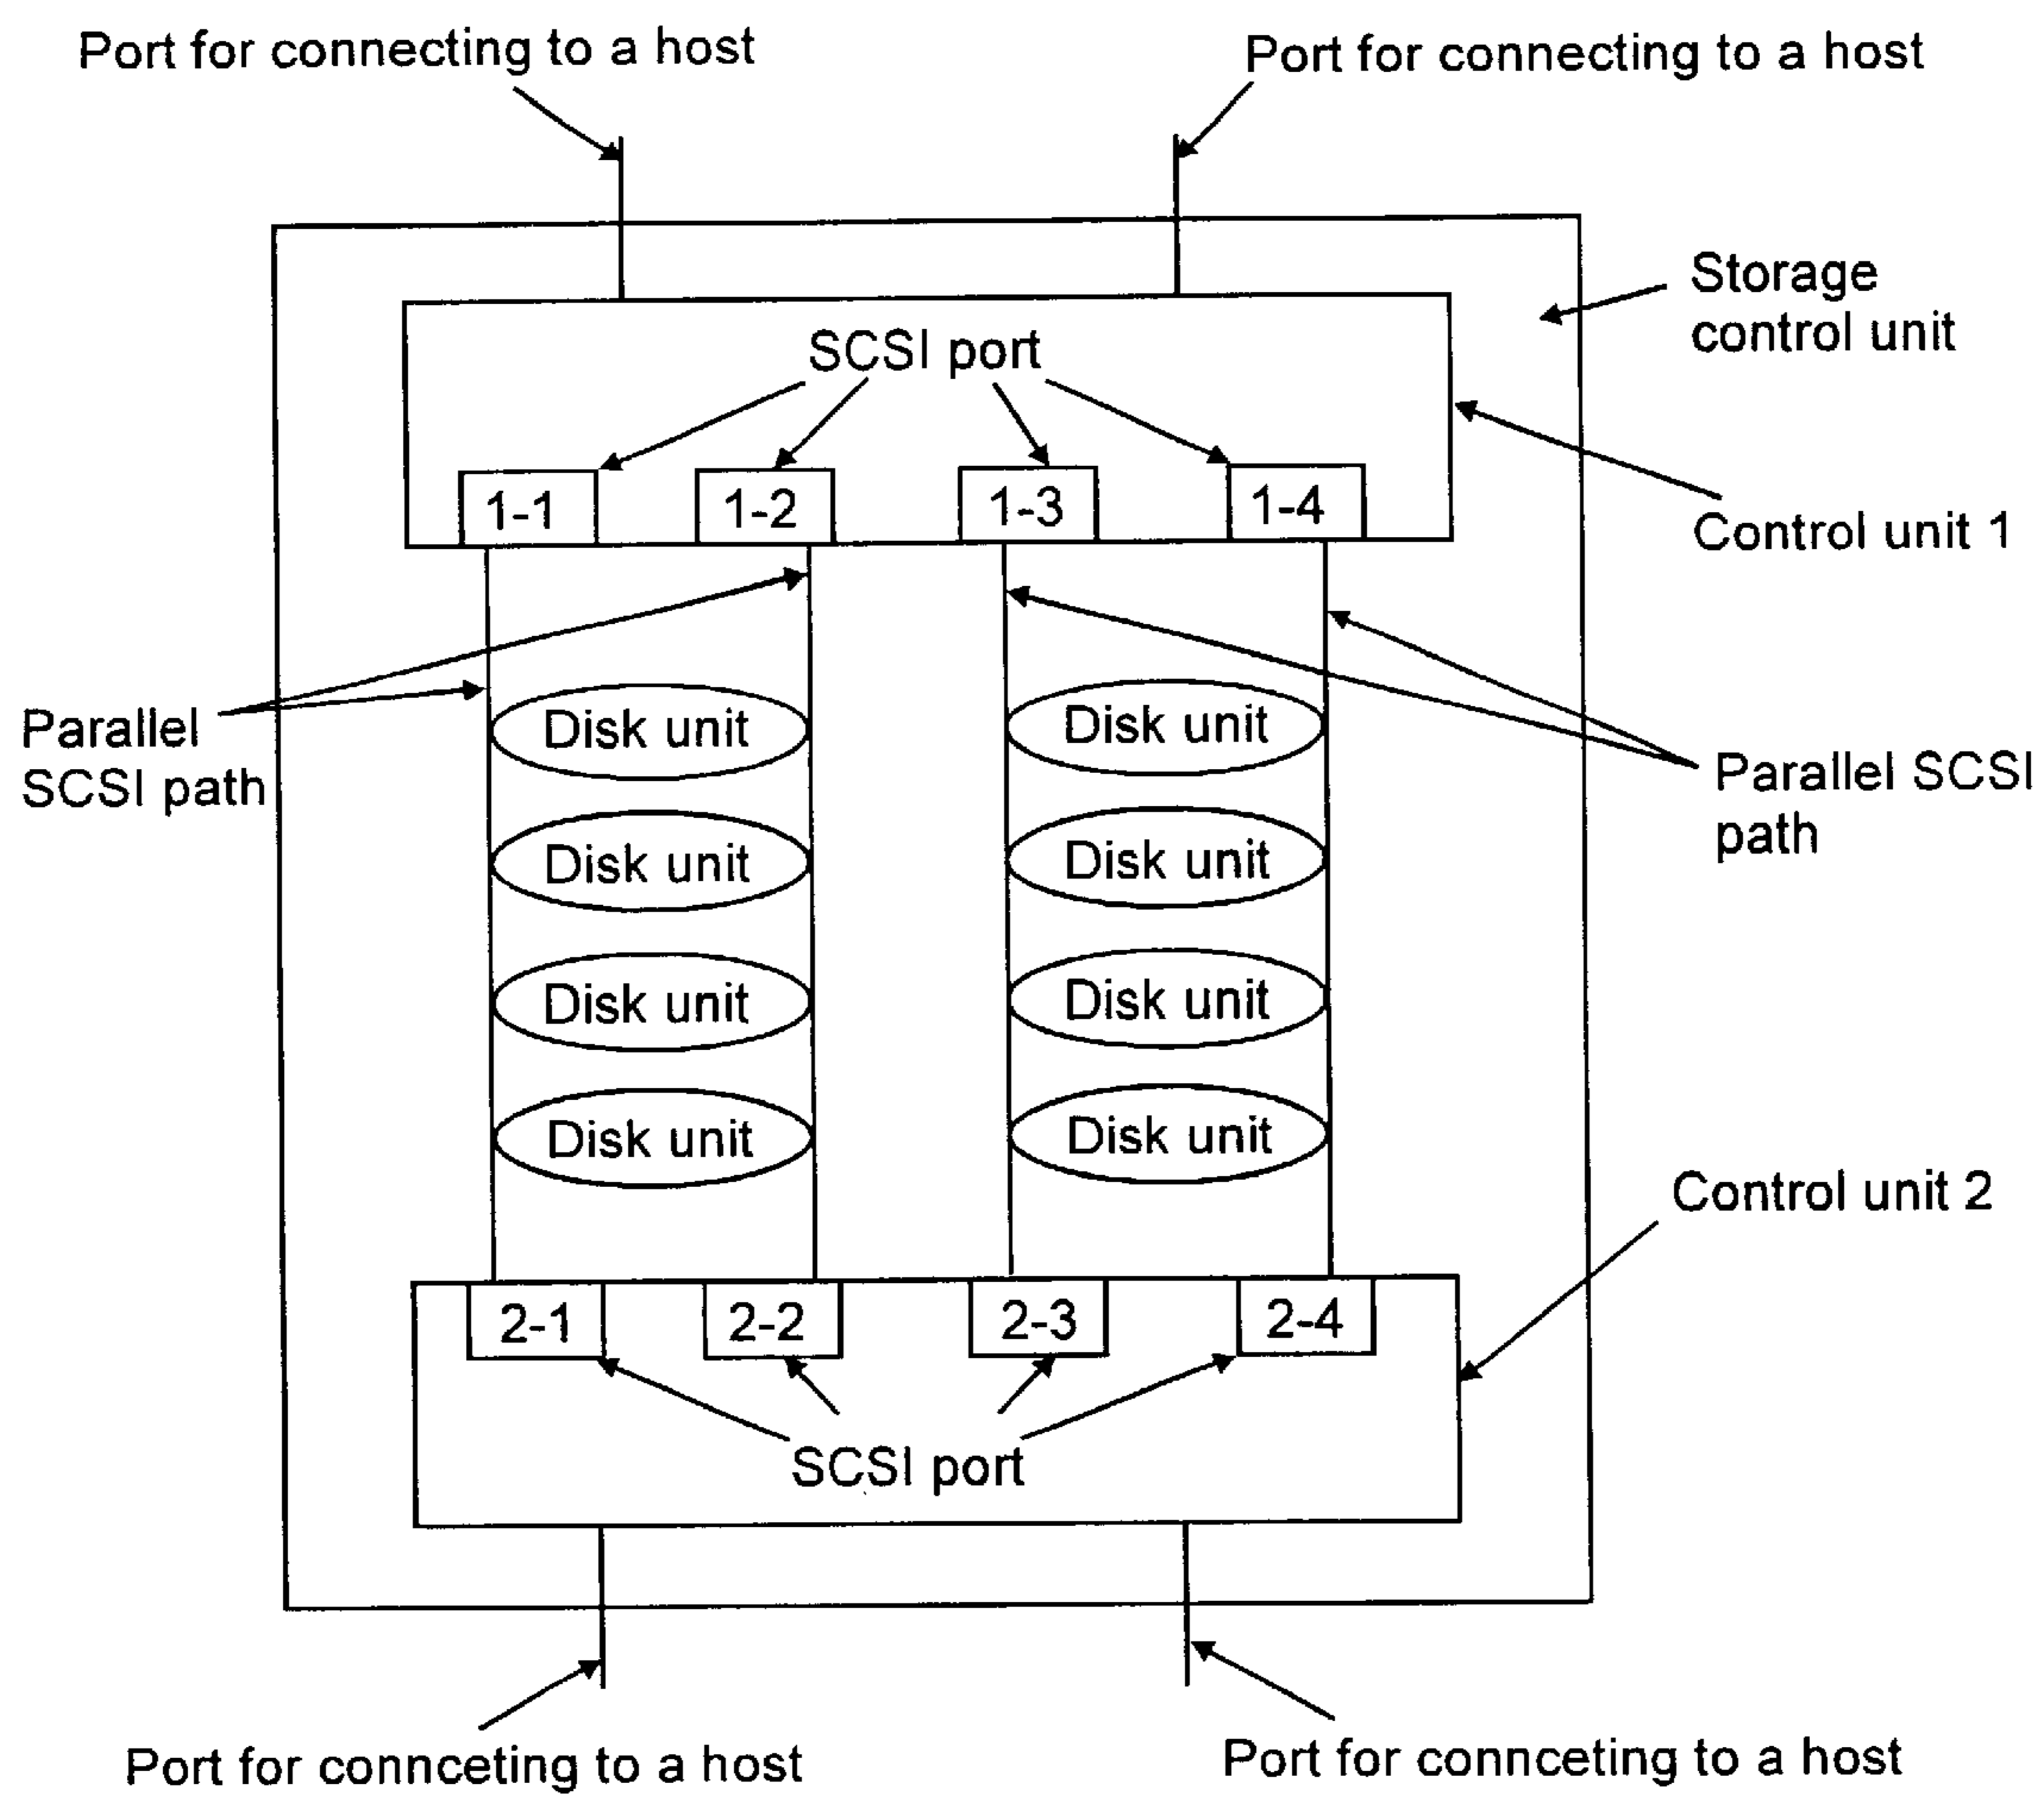 Port for connecting to a host
Port for connecting to a host
Storage
control unit
SCSI port
1-1
1-2
1-3
1-4
Control unit 1
Parallel
SCSI path
Disk unit
Disk unit
Parallel SCSI
path
Disk unit
Disk unit
Disk unit
Disk unit
Disk unit
Disk unit
Control unit 2
2-1
2-2
2-3
2-4
SCSI port
Port for connceting to a host
Port for connceting to a host